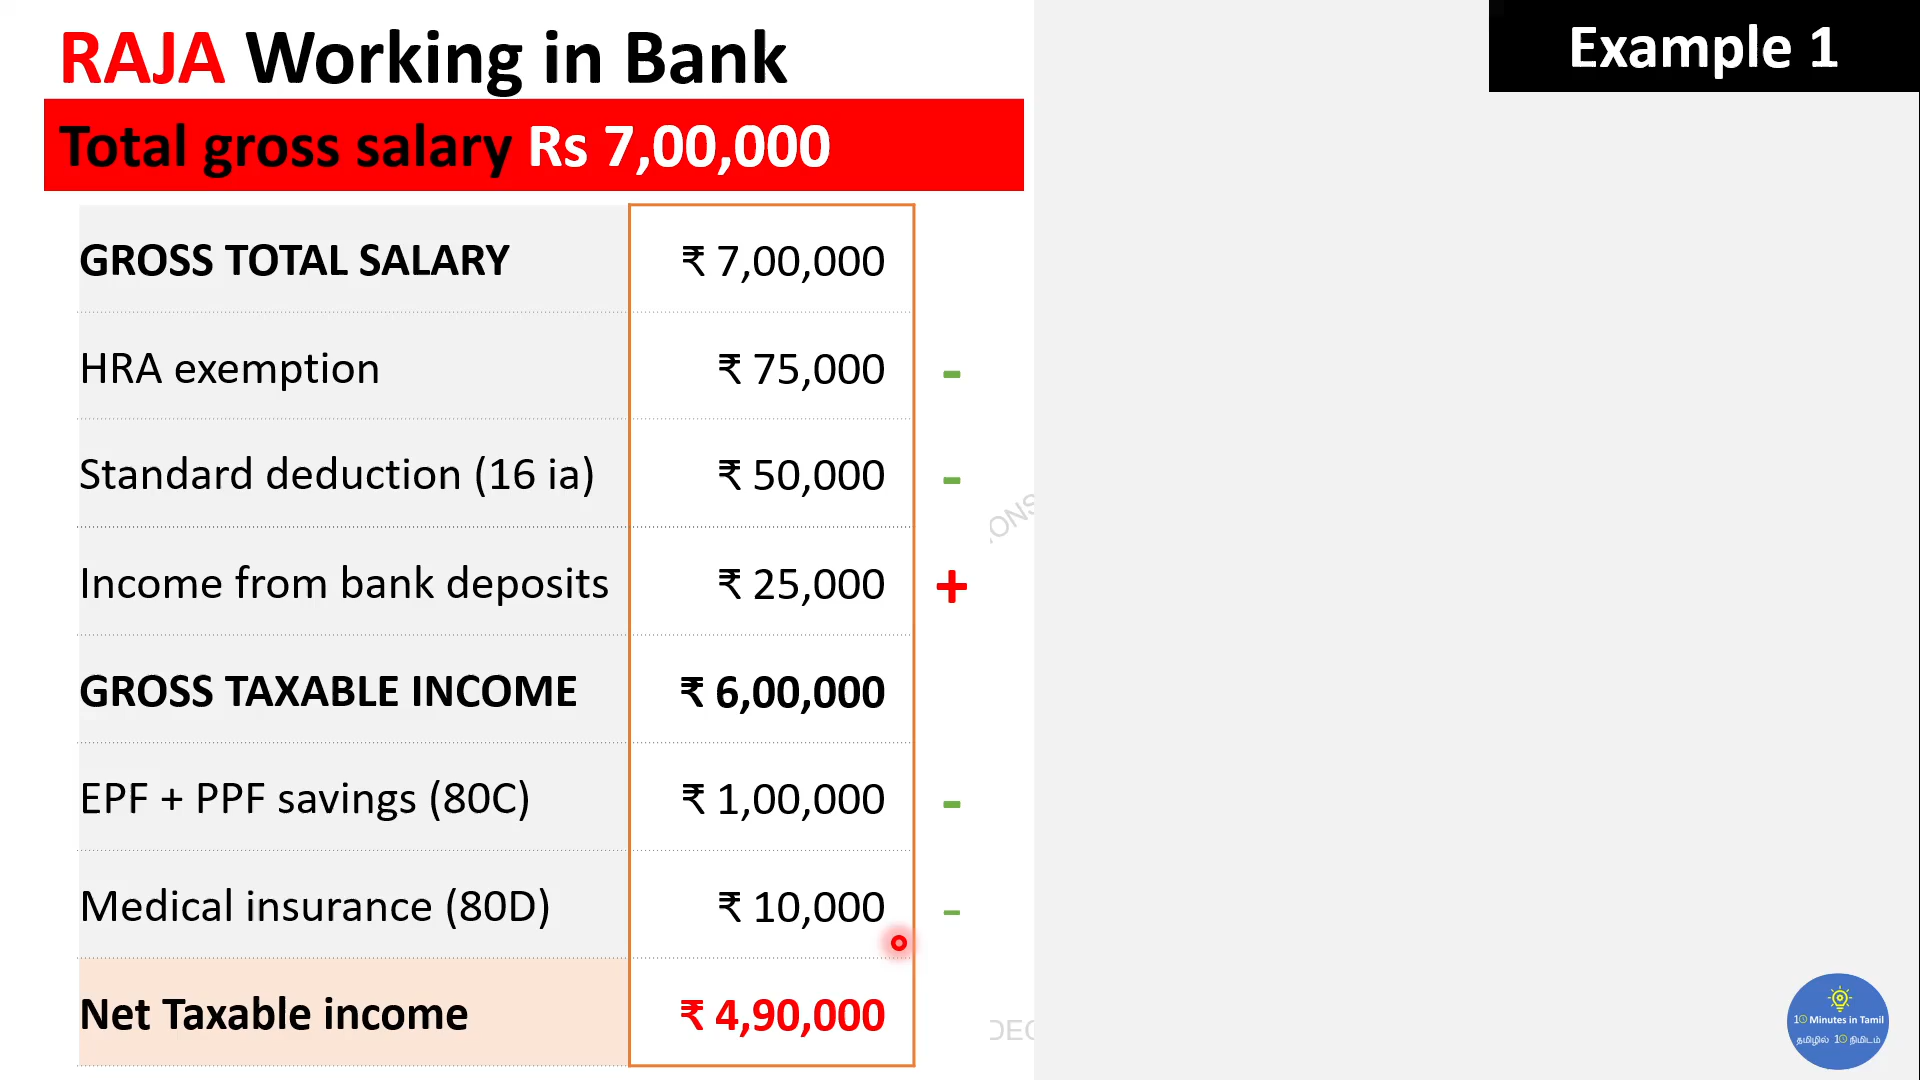 RAJA Working in Bank
Example 1
Total gross salary Rs 7,00,000
GROSS TOTAL SALARY ₹ 7,00,000
HRA exemption ₹ 75,000 -
Standard deduction (16 ia) ₹ 50,000 -
Income from bank deposits ₹ 25,000 +
GROSS TAXABLE INCOME ₹ 6,00,000
EPF + PPF savings (80C) ₹ 1,00,000 -
Medical insurance (80D) ₹ 10,000 -
Net Taxable income ₹ 4,90,000
10 Minutes in Tamil
தமிழில் 10 நிமிடம்